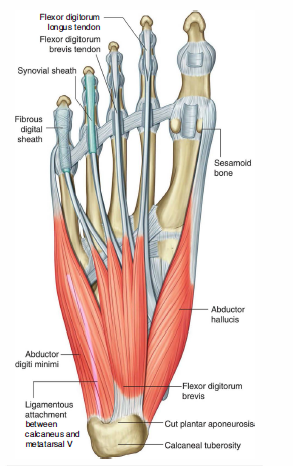 Flexor digitorum
longus tendon
Flexor digitorum
brevis tendon
Synovial sheath
Fibrous
digital
sheath
Sesamoid
bone
Abductor
hallucis
Abductor
digiti minimi
Flexor digitorum
brevis
Ligamentous
attachment
between
calcaneus and
metatarsal V
Cut plantar aponeurosis
Calcaneal tuberosity